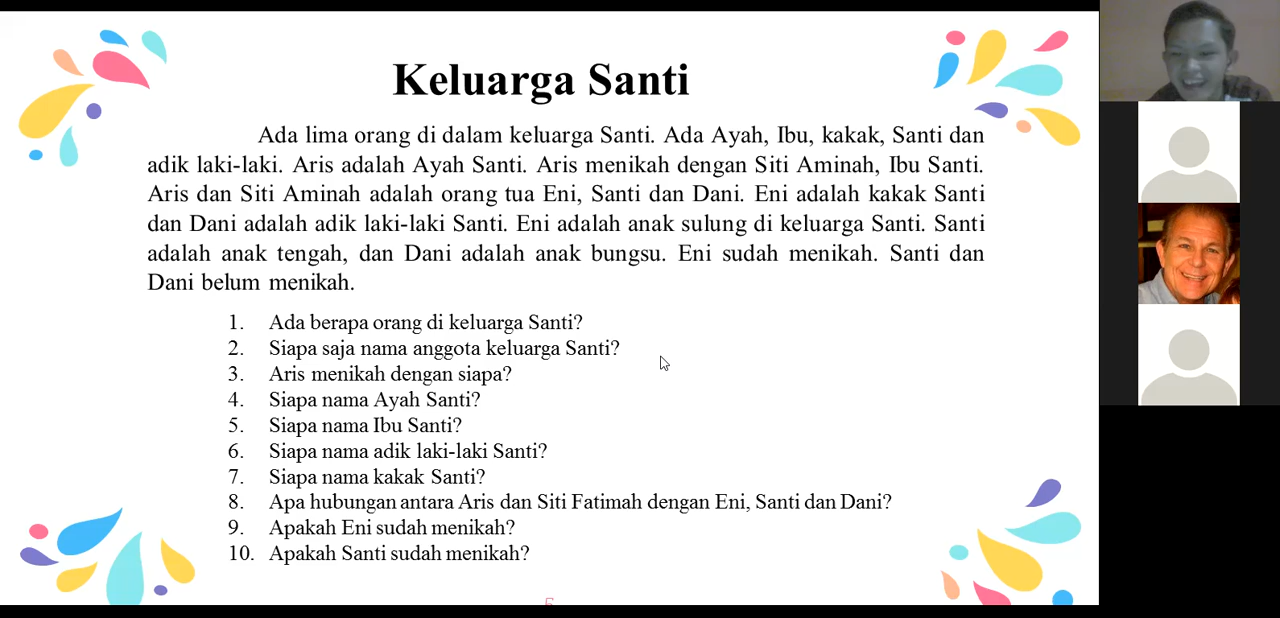 Keluarga Santi
Ada lima orang di dalam keluarga Santi. Ada Ayah, Ibu, kakak, Santi dan
adik laki-laki. Aris adalah Ayah Santi. Aris menikah dengan Siti Aminah, Ibu Santi.
Aris dan Siti Aminah adalah orang tua Eni, Santi dan Dani. Eni adalah kakak Santi
dan Dani adalah adik laki-laki Santi. Eni adalah anak sulung di keluarga Santi. Santi
adalah anak tengah, dan Dani adalah anak bungsu. Eni sudah menikah. Santi dan
Dani belum menikah.
1. Ada berapa orang di keluarga Santi?
2. Siapa saja nama anggota keluarga Santi?
3. Aris menikah dengan siapa?
4. Siapa nama Ayah Santi?
5. Siapa nama Ibu Santi?
6. Siapa nama adik laki-laki Santi?
7. Siapa nama kakak Santi?
8. Apa hubungan antara Aris dan Siti Fatimah dengan Eni, Santi dan Dani?
9. Apakah Eni sudah menikah?
10. Apakah Santi sudah menikah?